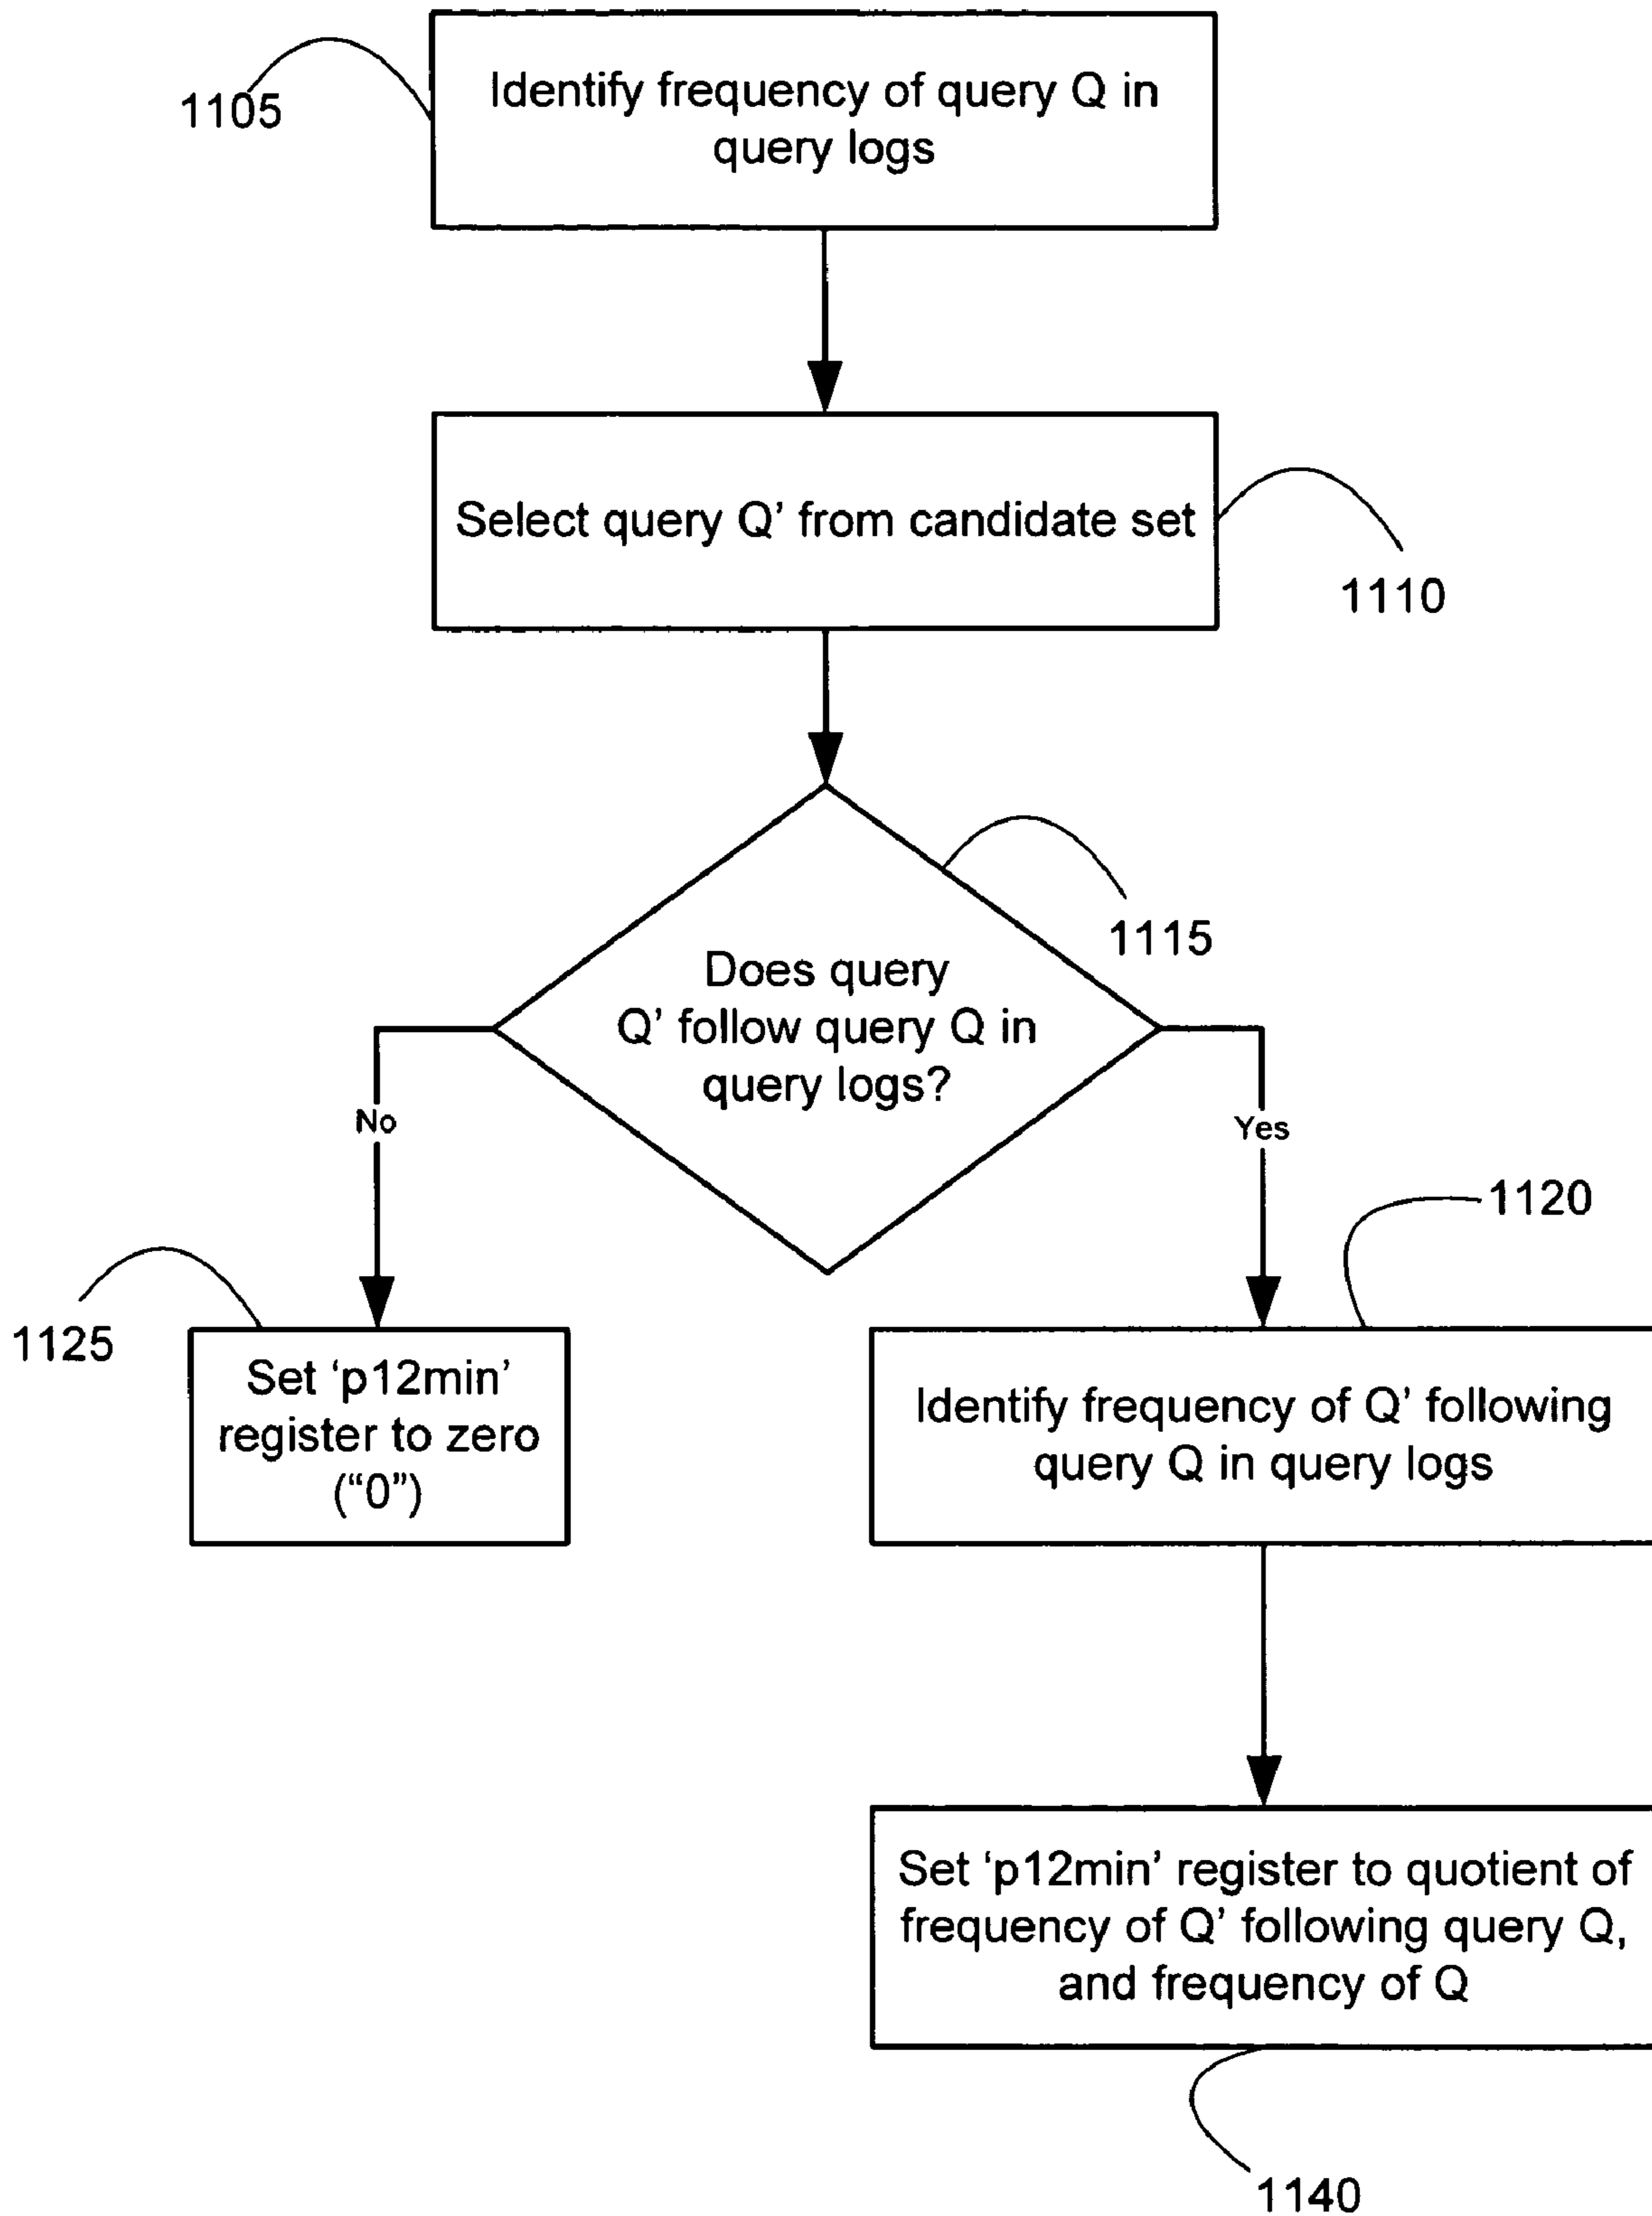 Identify frequency of query Q in
query logs
1105
Select query Q’ from candidate set
1110
1115
Does query
Q’ follow query Q in
query logs?
No
Yes
1120
1125
Set ‘p12min’
register to zero
(“0”)
Identify frequency of Q’ following
query Q in query logs
Set ‘p12min’ register to quotient of
frequency of Q’ following query Q,
and frequency of Q
1140